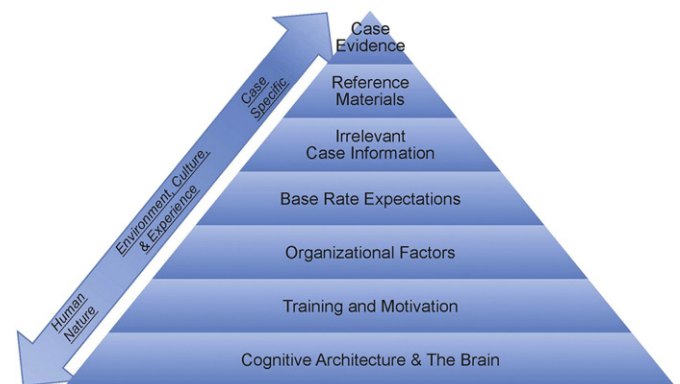 Case
Evidence
Reference
Materials
Irrelevant
Case Information
Base Rate Expectations
Organizational Factors
Training and Motivation
Cognitive Architecture & The Brain
Case
Specific
Environment, Culture,
& Experience
Human
Nature